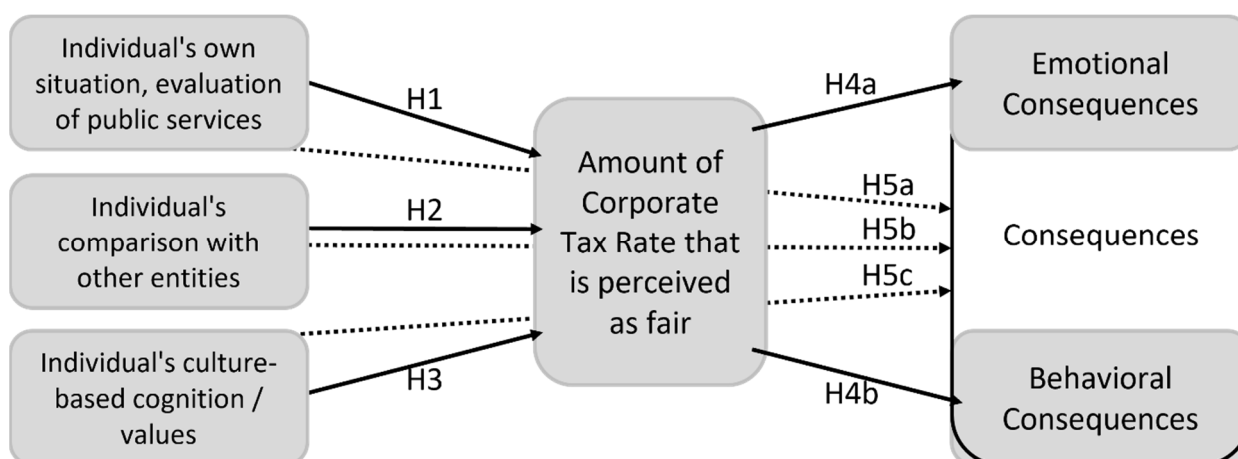 Individual's own
situation, evaluation
of public services
H1
Individual's
comparison with
other entities
H2
Individual's culture-
based cognition /
values
H3
Amount of
Corporate
Tax Rate that
is perceived
as fair
H4a
H5a
H5b
H5c
H4b
Emotional
Consequences
Consequences
Behavioral
Consequences